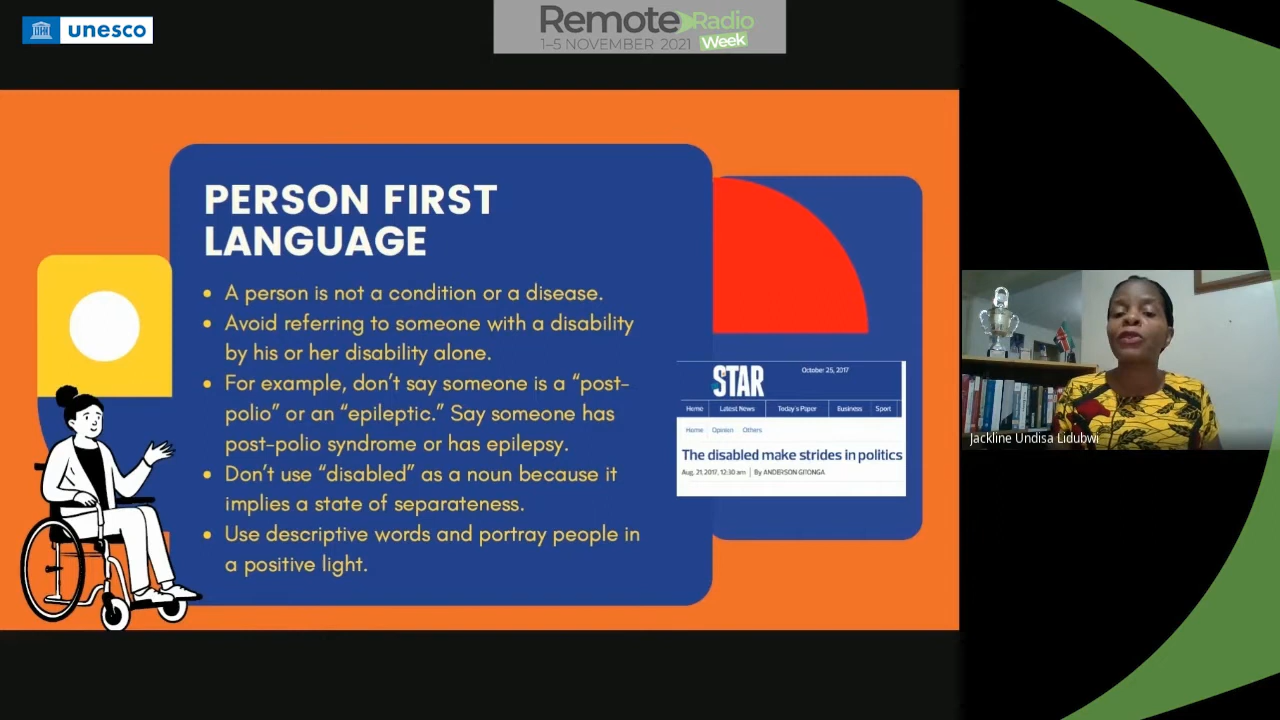 unesco
Remote Radio
1–5 NOVEMBER 2021 Week
PERSON FIRST
LANGUAGE
• A person is not a condition or a disease.
• Avoid referring to someone with a disability
by his or her disability alone.
• For example, don’t say someone is a “post-
polio” or an “epileptic.” Say someone has
post-polio syndrome or has epilepsy.
• Don’t use “disabled” as a noun because it
implies a state of separateness.
• Use descriptive words and portray people in
a positive light.
STAR
October 25, 2017
Home Latest News Today's Paper Business Sport
Home Opinion Others
The disabled make strides in politics
Aug. 21, 2017, 12:30 am | By ANDERSON GITONGA
Jackline Undisa Lidubwi